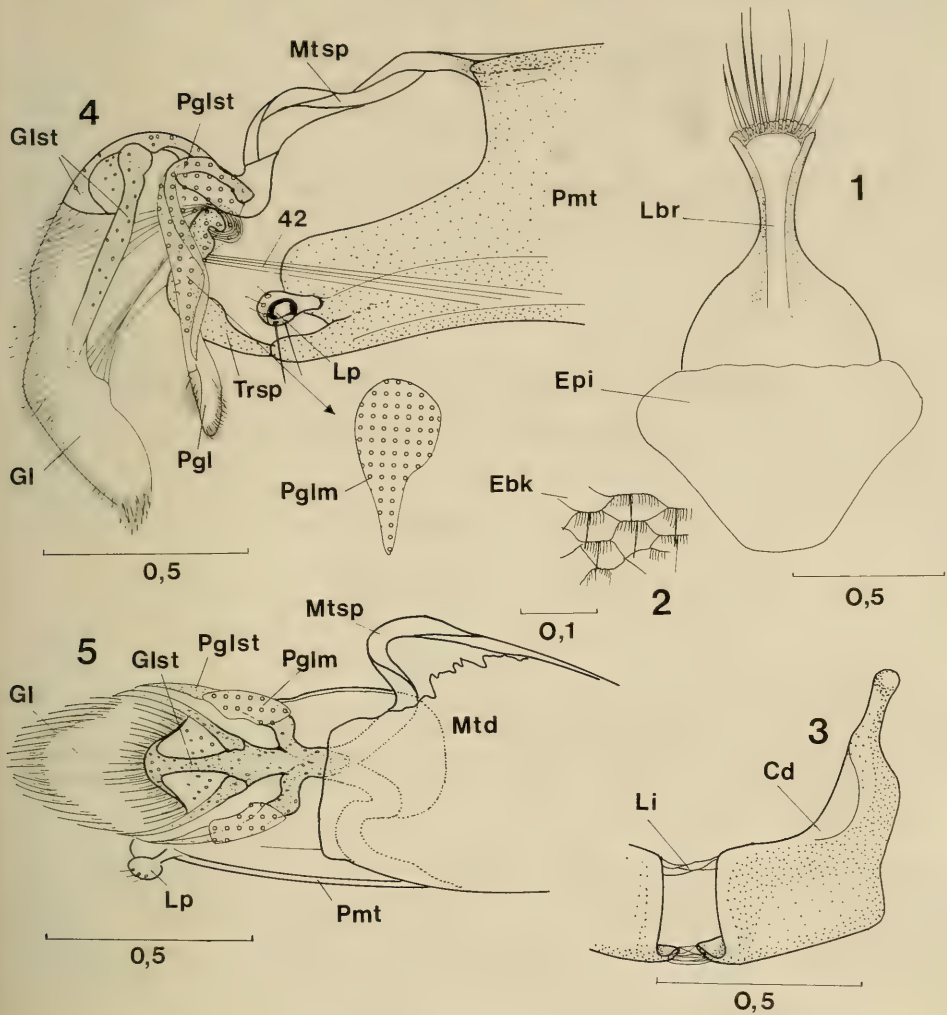 4
Mtsp
Pglst
Glst
42
Pmt
Lp
Trsp
Pgl
Gl
Pglm
0,5
1
Lbr
Epi
Ebk
2
0,1
0,5
5
Gl
Glst
Pglst
Pglm
Mtsp
Mtd
Lp
Pmt
0,5
3
Cd
Li
0,5